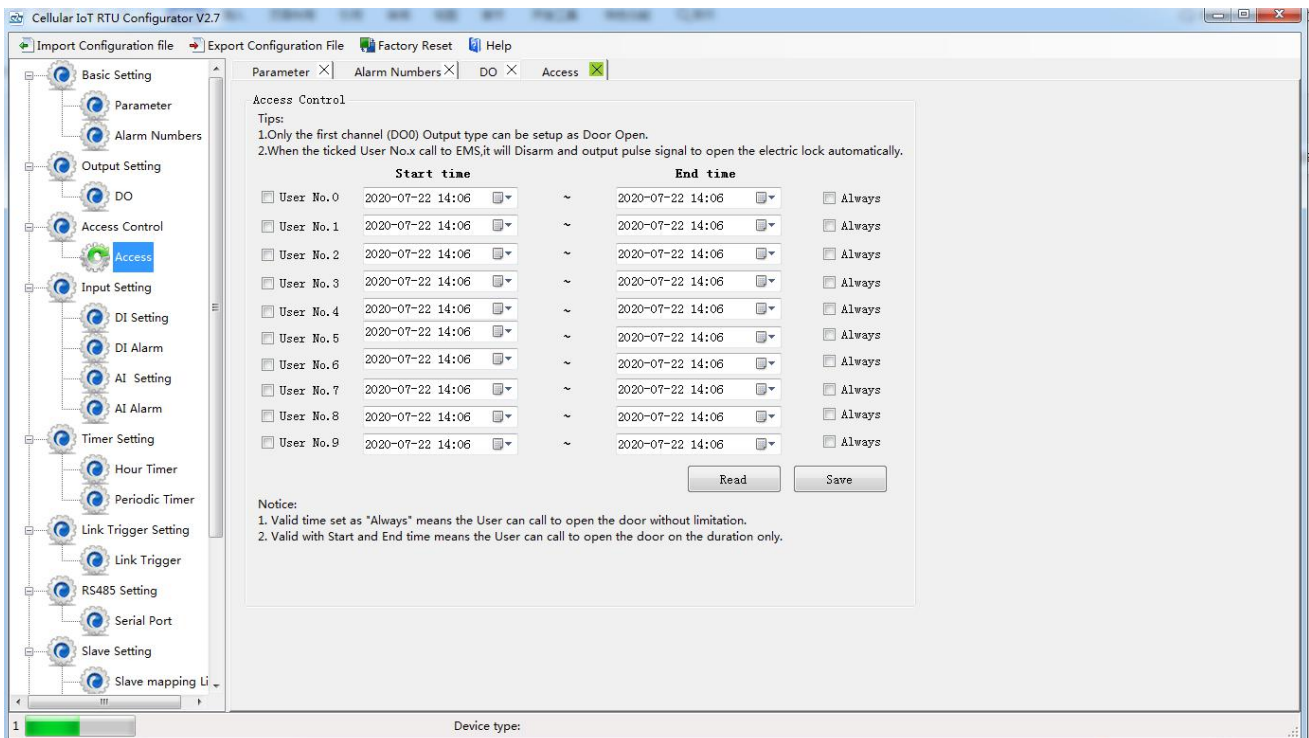 Cellular IoT RTU Configurator V2.7
Import Configuration file Export Configuration File Factory Reset Help
Basic Setting
Parameter
Alarm Numbers
Output Setting
DO
Access Control
Access
Input Setting
DI Setting
DI Alarm
AI Setting
AI Alarm
Timer Setting
Hour Timer
Periodic Timer
Link Trigger Setting
Link Trigger
RS485 Setting
Serial Port
Slave Setting
Slave mapping Li
Parameter Alarm Numbers DO Access
Access Control
Tips:
1.Only the first channel (DO0) Output type can be setup as Door Open.
2.When the ticked User No.x call to EMS,it will Disarm and output pulse signal to open the electric lock automatically.
Start time End time
User No.0 2020-07-22 14:06 ~ 2020-07-22 14:06 Always
User No.1 2020-07-22 14:06 ~ 2020-07-22 14:06 Always
User No.2 2020-07-22 14:06 ~ 2020-07-22 14:06 Always
User No.3 2020-07-22 14:06 ~ 2020-07-22 14:06 Always
User No.4 2020-07-22 14:06 ~ 2020-07-22 14:06 Always
User No.5 2020-07-22 14:06 ~ 2020-07-22 14:06 Always
User No.6 2020-07-22 14:06 ~ 2020-07-22 14:06 Always
User No.7 2020-07-22 14:06 ~ 2020-07-22 14:06 Always
User No.8 2020-07-22 14:06 ~ 2020-07-22 14:06 Always
User No.9 2020-07-22 14:06 ~ 2020-07-22 14:06 Always
Read Save
Notice:
1. Valid time set as "Always" means the User can call to open the door without limitation.
2. Valid with Start and End time means the User can call to open the door on the duration only.
1 Device type: